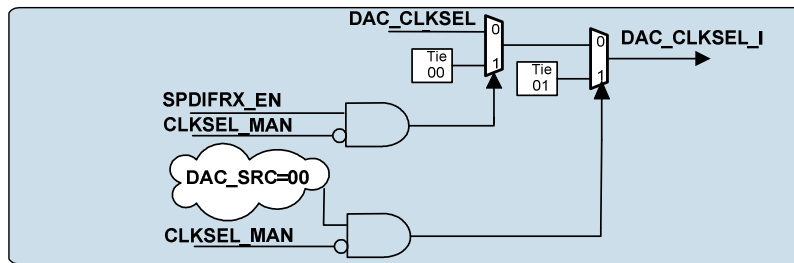 DAC_CLKSEL
0
1
Tie
00
0
1
Tie
01
DAC_CLKSEL_I
SPDIFRX_EN
CLKSEL_MAN
DAC_SRC=00
CLKSEL_MAN